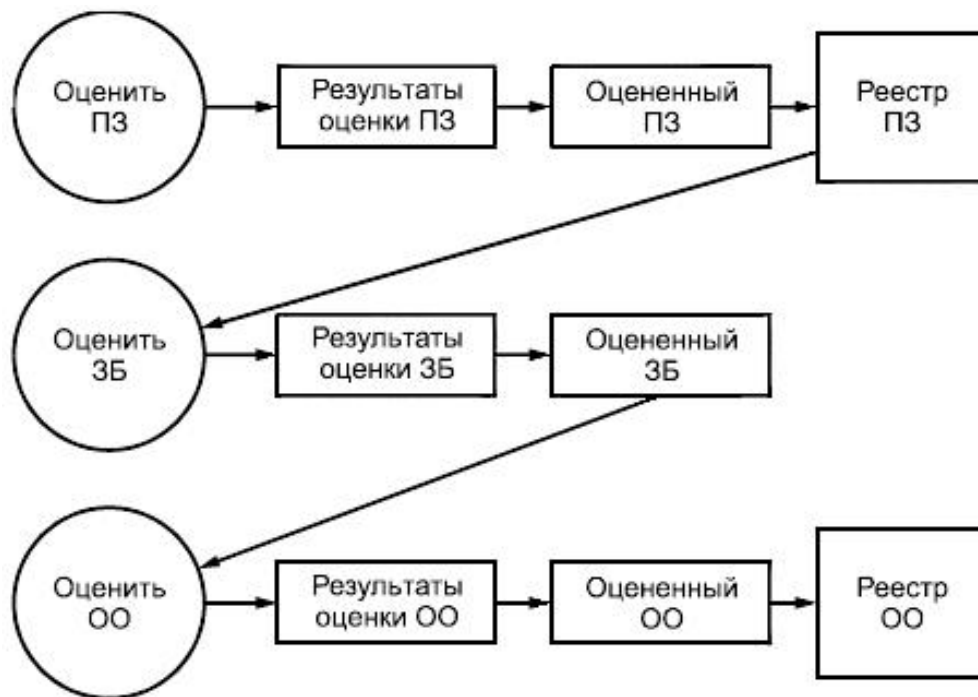 Оценить
ПЗ
Результаты
оценки ПЗ
Оцененный
ПЗ
Реестр
ПЗ
Оценить
ЗБ
Результаты
оценки ЗБ
Оцененный
ЗБ
Оценить
ОО
Результаты
оценки ОО
Оцененный
ОО
Реестр
ОО